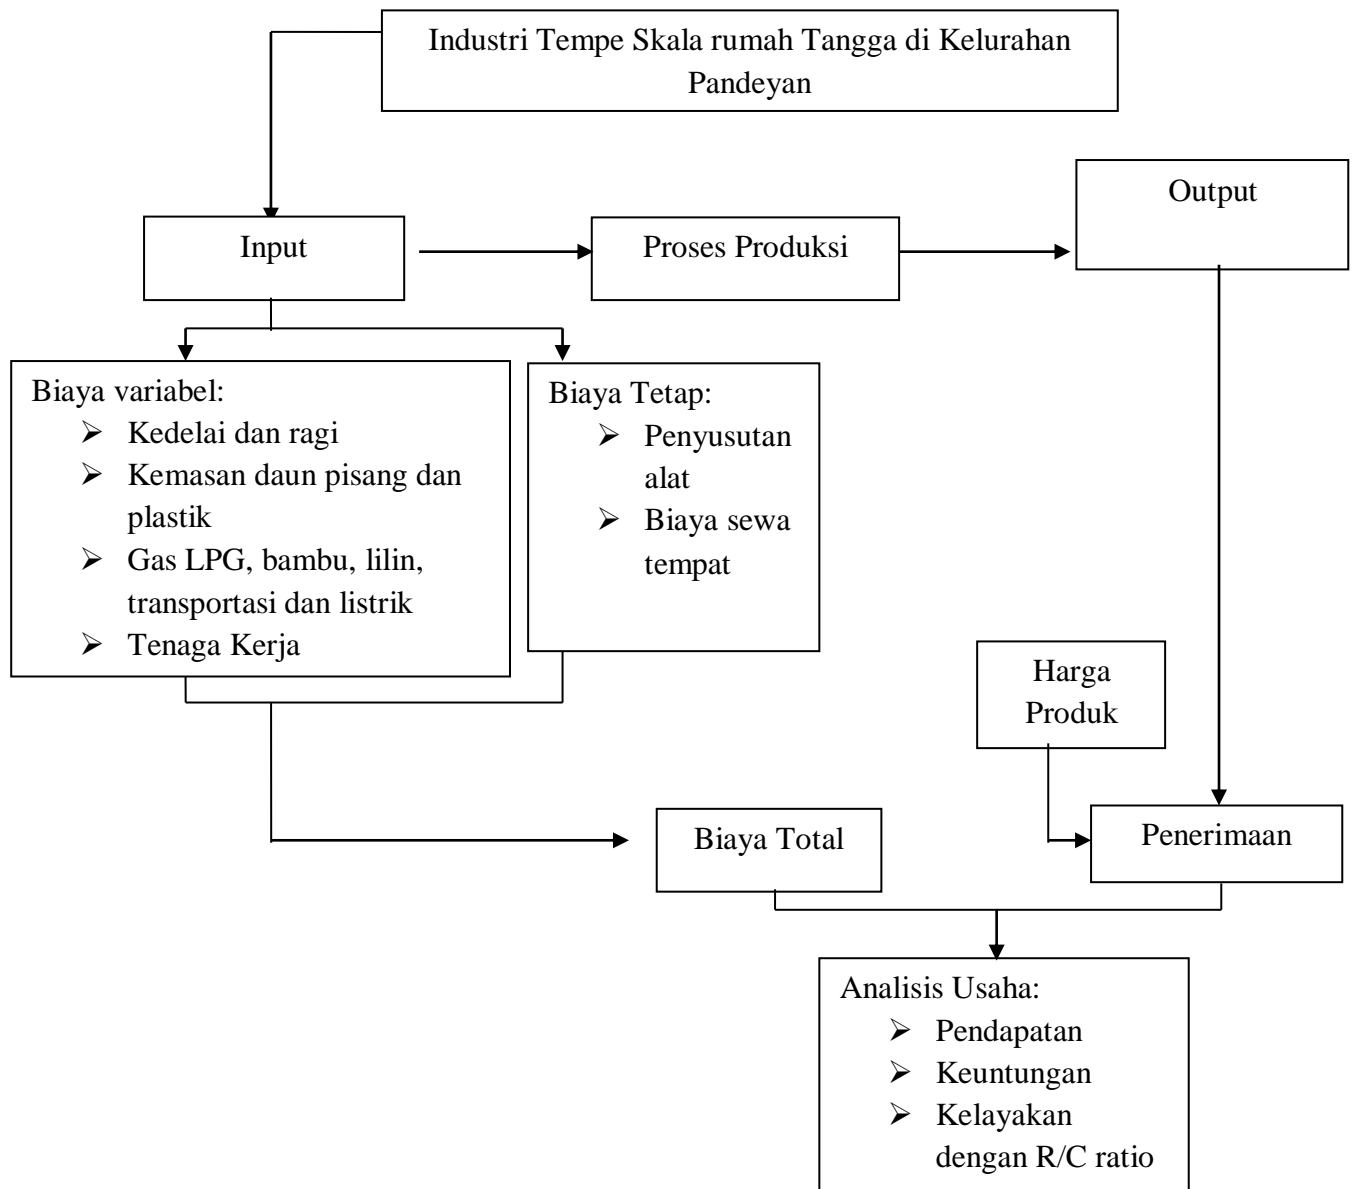 Industri Tempe Skala rumah Tangga di Kelurahan
Pandeyan
Input
Proses Produksi
Output
Biaya variabel:
➢ Kedelai dan ragi
➢ Kemasan daun pisang dan
plastik
➢ Gas LPG, bambu, lilin,
transportasi dan listrik
➢ Tenaga Kerja
Biaya Tetap:
➢ Penyusutan
alat
➢ Biaya sewa
tempat
Harga
Produk
Biaya Total
Penerimaan
Analisis Usaha:
➢ Pendapatan
➢ Keuntungan
➢ Kelayakan
dengan R/C ratio